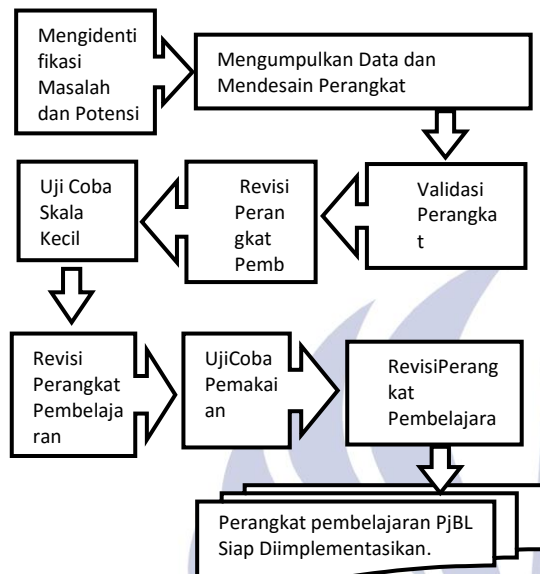 Mengidenti
fikasi
Masalah
dan Potensi
Mengumpulkan Data dan
Mendesain Perangkat
Validasi
Perangka
t
Revisi
Peran
gkat
Pemb
Uji Coba
Skala
Kecil
Revisi
Perangkat
Pembelaja
ran
UjiCoba
Pemakai
an
RevisiPerang
kat
Pembelajara
Perangkat pembelajaran PjBL
Siap Diimplementasikan.